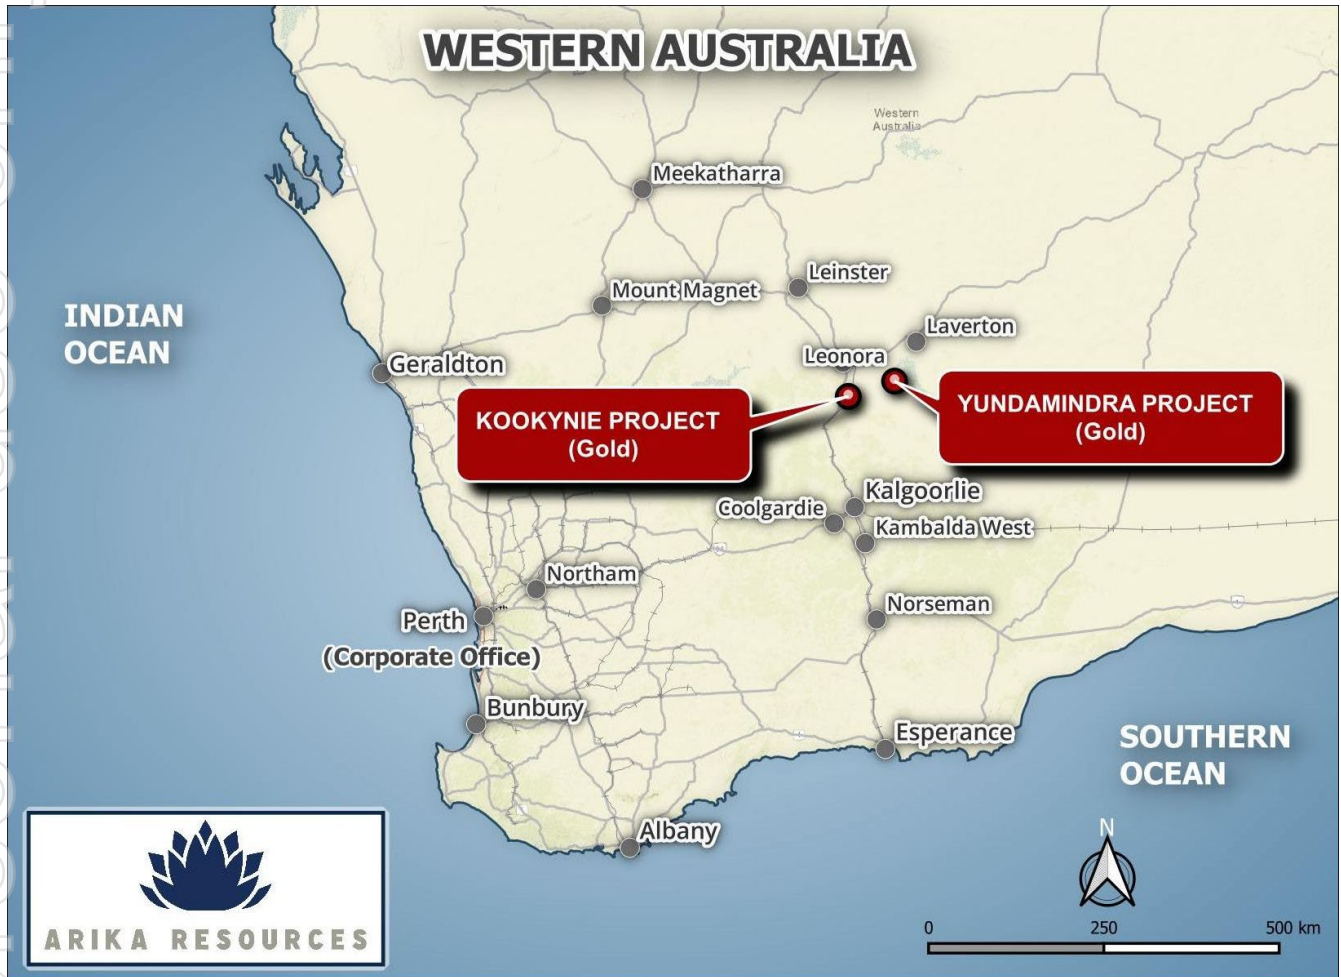 WESTERN AUSTRALIA
Western
Australia
Meekatharra
Leinster
Mount Magnet
INDIAN
OCEAN
Laverton
Leonora
Geraldton
KOOKYNIE PROJECT
(Gold)
YUNDAMINDRA PROJECT
(Gold)
Kalgoorlie
Coolgardie
Kambalda West
Northam
Norseman
Perth
(Corporate Office)
Bunbury
Esperance
SOUTHERN
OCEAN
Albany
N
0 250 500 km
ARIKA RESOURCES